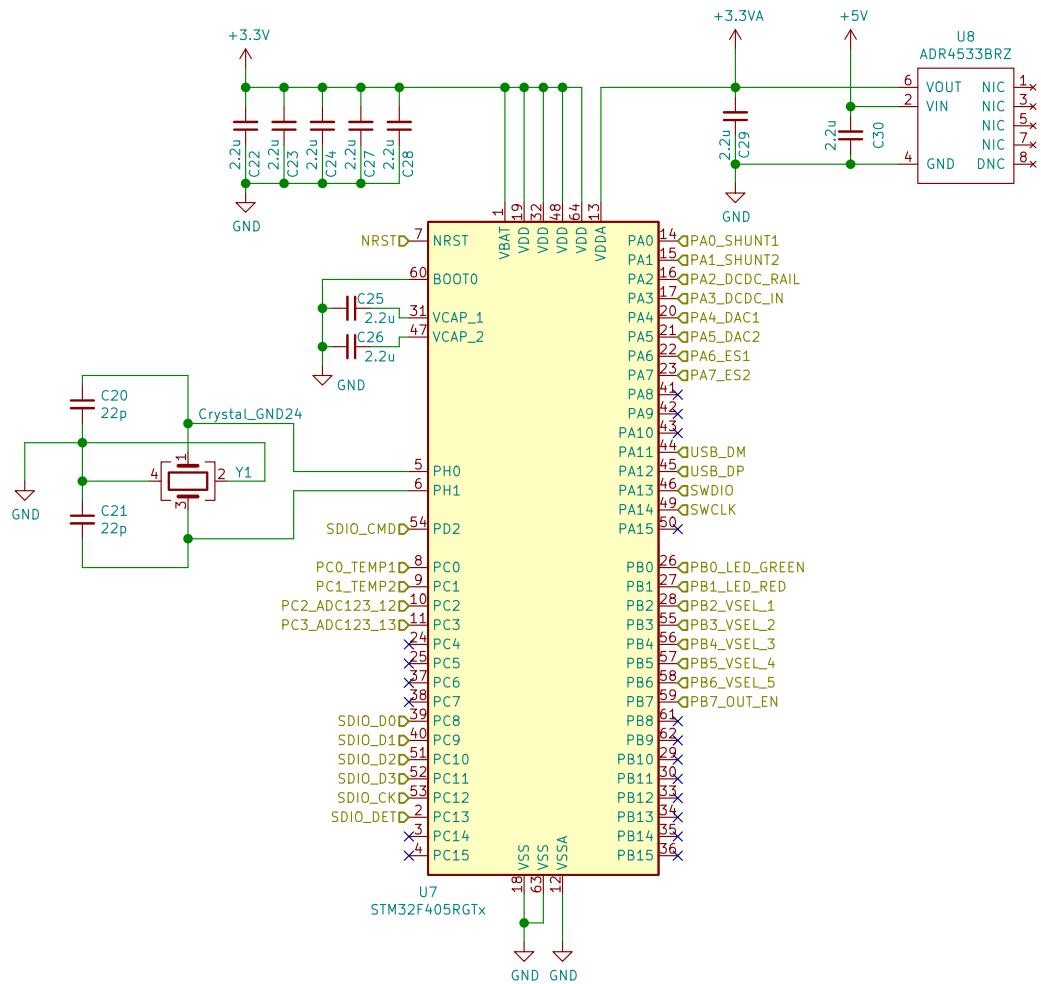 +3.3VA
+5V
+3.3V
U8
ADR4533BRZ
6 VOUT NIC 1
2 VIN NIC 3
NIC 5
NIC 7
4 GND DNC 8
2.2u C22
2.2u C23
2.2u C24
2.2u C27
2.2u C28
2.2u C29
2.2u C30
GND
GND
1 VBAT
19 VDD
32 VDD
48 VDD
64 VDD
13 VDDA
NRST 7 NRST
60 BOOT0
C25
2.2u
31 VCAP_1
C26
2.2u
47 VCAP_2
GND
C20
22p
Crystal_GND24
1
4
2
3
Y1
GND
C21
22p
5 PH0
6 PH1
SDIO_CMD 54 PD2
PC0_TEMP1 8 PC0
PC1_TEMP2 9 PC1
PC2_ADC123_12 10 PC2
PC3_ADC123_13 11 PC3
24 PC4
25 PC5
37 PC6
38 PC7
SDIO_D0 39 PC8
SDIO_D1 40 PC9
SDIO_D2 51 PC10
SDIO_D3 52 PC11
SDIO_CK 53 PC12
SDIO_DET 2 PC13
3 PC14
4 PC15
PA0 14 PA0_SHUNT1
PA1 15 PA1_SHUNT2
PA2 16 PA2_DCDC_RAIL
PA3 17 PA3_DCDC_IN
PA4 20 PA4_DAC1
PA5 21 PA5_DAC2
PA6 22 PA6_ES1
PA7 23 PA7_ES2
PA8 41
PA9 42
PA10 43
PA11 44 USB_DM
PA12 45 USB_DP
PA13 46 SWDIO
PA14 49 SWCLK
PA15 50
PB0 26 PB0_LED_GREEN
PB1 27 PB1_LED_RED
PB2 28 PB2_VSEL_1
PB3 55 PB3_VSEL_2
PB4 56 PB4_VSEL_3
PB5 57 PB5_VSEL_4
PB6 58 PB6_VSEL_5
PB7 59 PB7_OUT_EN
PB8 61
PB9 62
PB10 29
PB11 30
PB12 33
PB13 34
PB14 35
PB15 36
18 VSS
63 VSS
12 VSSA
U7
STM32F405RGTx
GND
GND